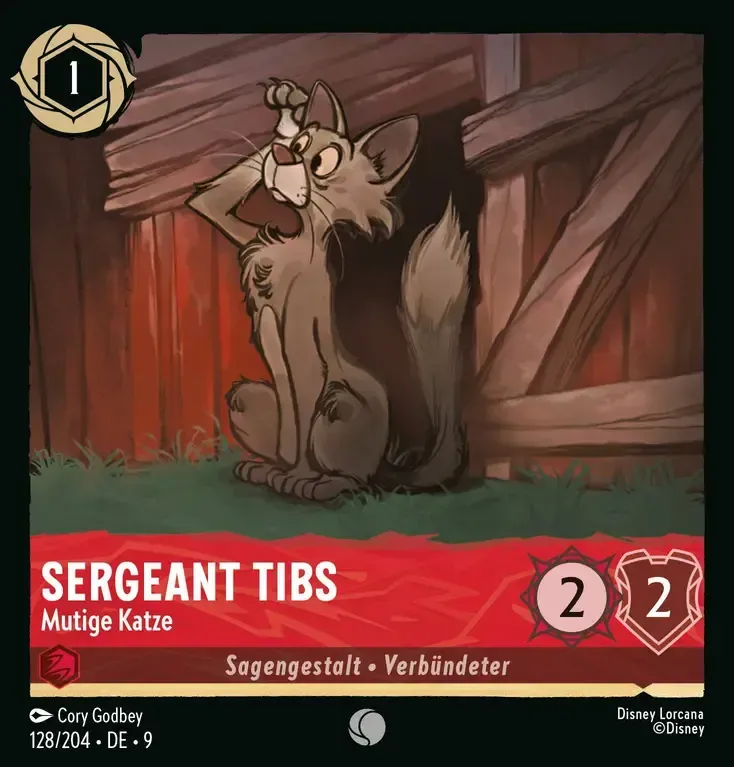 1
SERGEANT TIBS
Mutige Katze
2
2
Sagengestalt • Verbündeter
Cory Godbey
128/204 • DE • 9
Disney Lorcana
©Disney